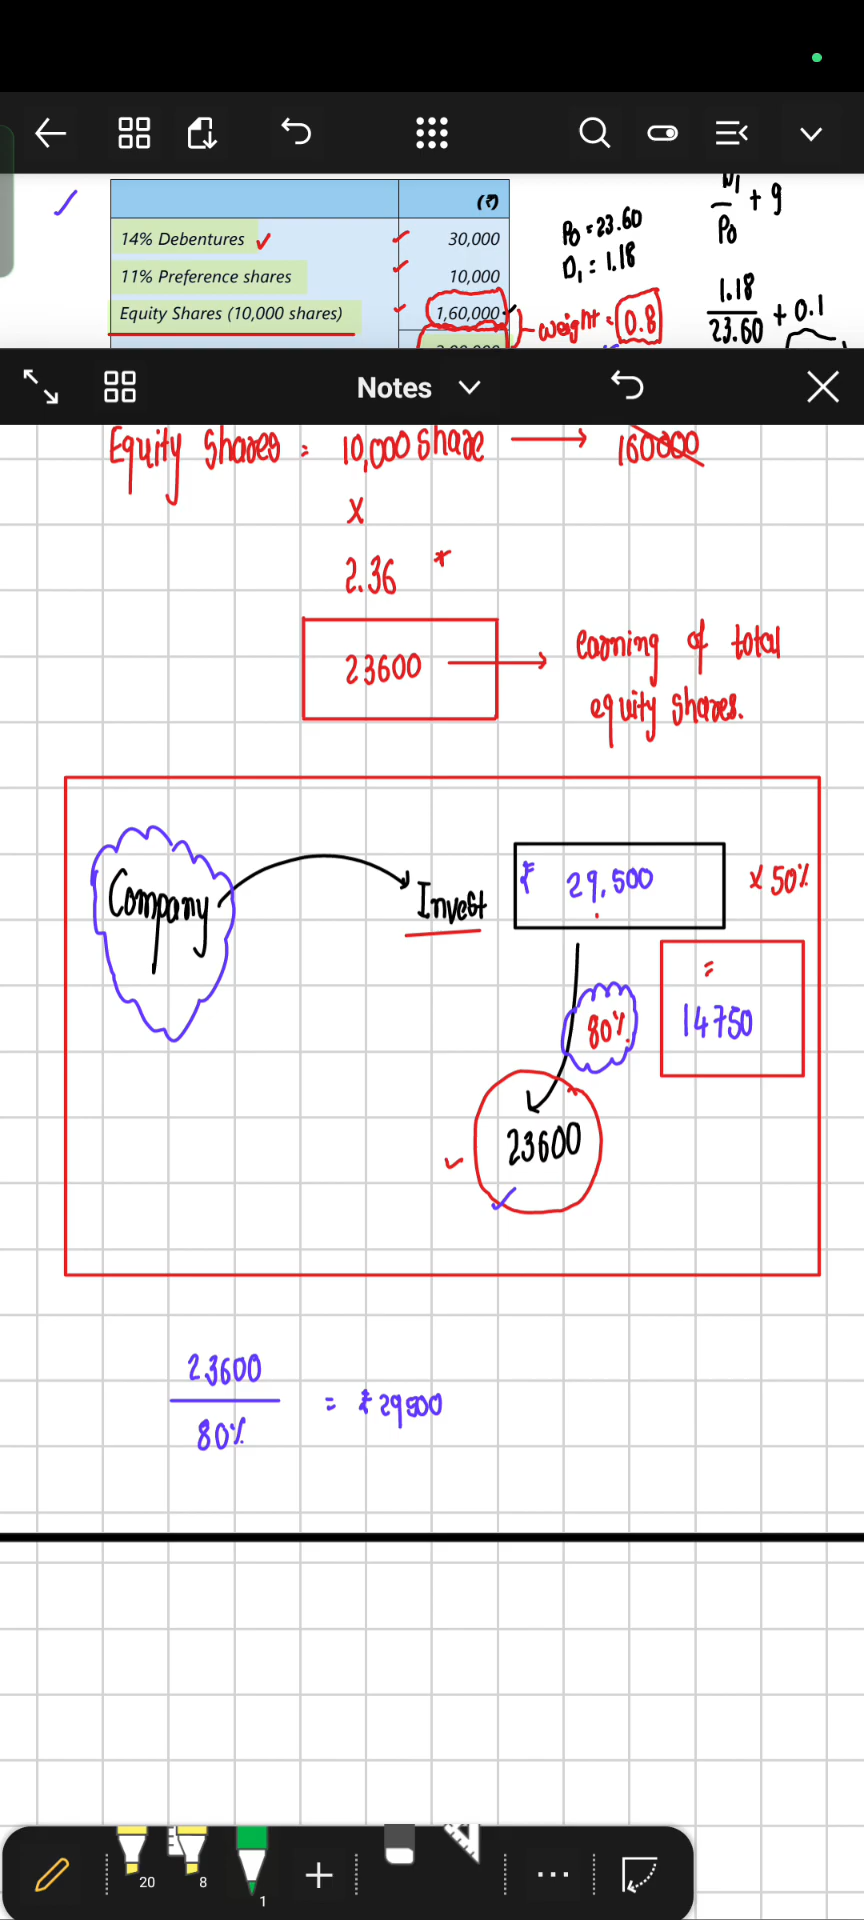 (₹)
14% Debentures 30,000
11% Preference shares 10,000
Equity Shares (10,000 shares) 1,60,000
weight = 0.8
P0 = 23.60
D1 = 1.18
P0 + g
1.18
23.60 + 0.1
Notes
Equity Shares = 10,000 share → 160000
x
2.36 *
23600 → Earning of total
equity shares.
Company
Invest
₹ 29,500 x 50%
=
14750
80%
23600
23600
80% = ₹ 29500
20
8
1